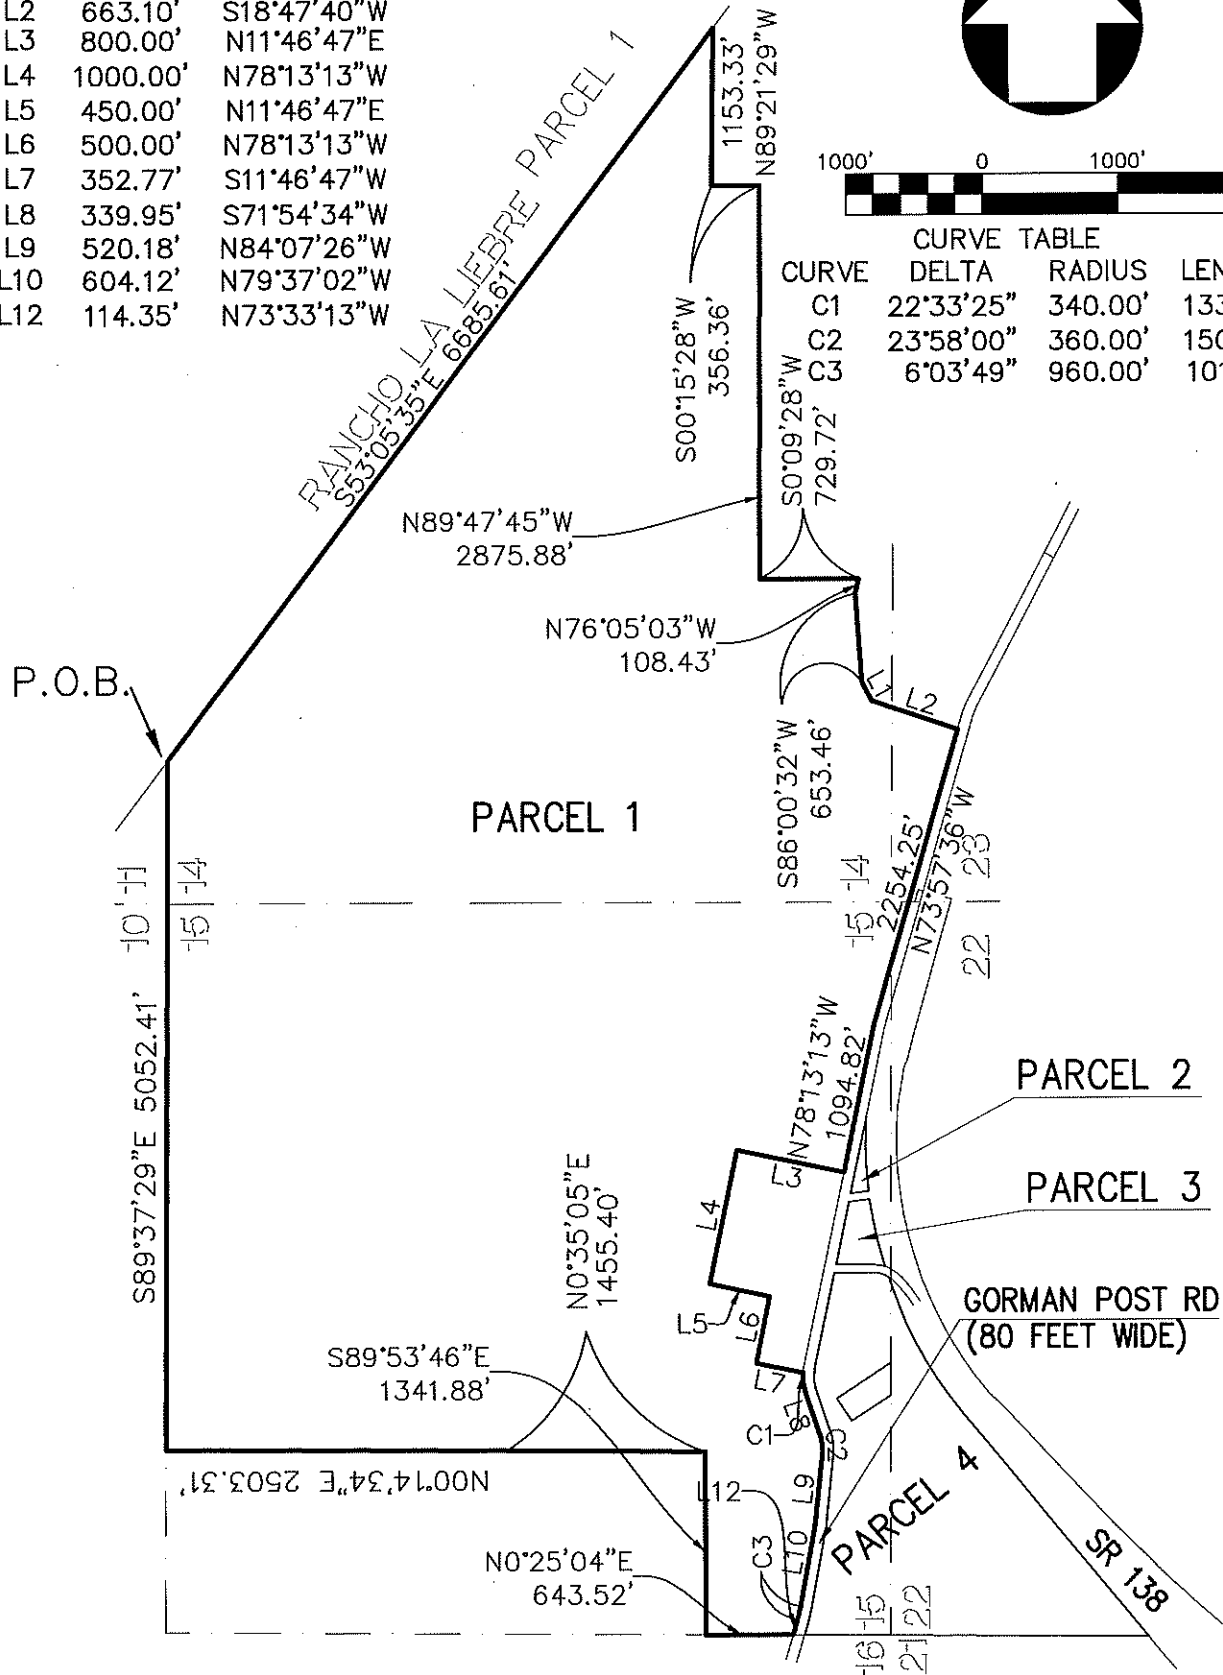 L2 663.10' S18°47'40"W
L3 800.00' N11°46'47"E
L4 1000.00' N78°13'13"W
L5 450.00' N11°46'47"E
L6 500.00' N78°13'13"W
L7 352.77' S11°46'47"W
L8 339.95' S71°54'34"W
L9 520.18' N84°07'26"W
L10 604.12' N79°37'02"W
L12 114.35' N73°33'13"W
1000' 0 1000'
CURVE TABLE
CURVE DELTA RADIUS LEN
C1 22°33'25" 340.00' 133
C2 23°58'00" 360.00' 150
C3 6°03'49" 960.00' 101
RANCHO LA LIEBRE PARCEL 1
S53°05'35"E 6685.61'
1153.33'
N89°21'29"W
S00°15'28"W
356.36'
S0°09'28"W
729.72'
N89°47'45"W
2875.88'
N76°05'03"W
108.43'
P.O.B.
L1
L2
S86°00'32"W
653.46'
PARCEL 1
2254.25'
N73°57'36"W
10 11
15 14
15 14
22 23
S89°37'29"E 5052.41'
N78°13'13"W
1094.82'
PARCEL 2
PARCEL 3
L3
L4
L5
L6
L7
L8
C1
C2
GORMAN POST RD
(80 FEET WIDE)
N0°35'05"E
1455.40'
S89°53'46"E
1341.88'
N00°14'34"E 2503.31'
L12
L9
L10
C3
PARCEL 4
SR 138
N0°25'04"E
643.52'
16 15
21 22